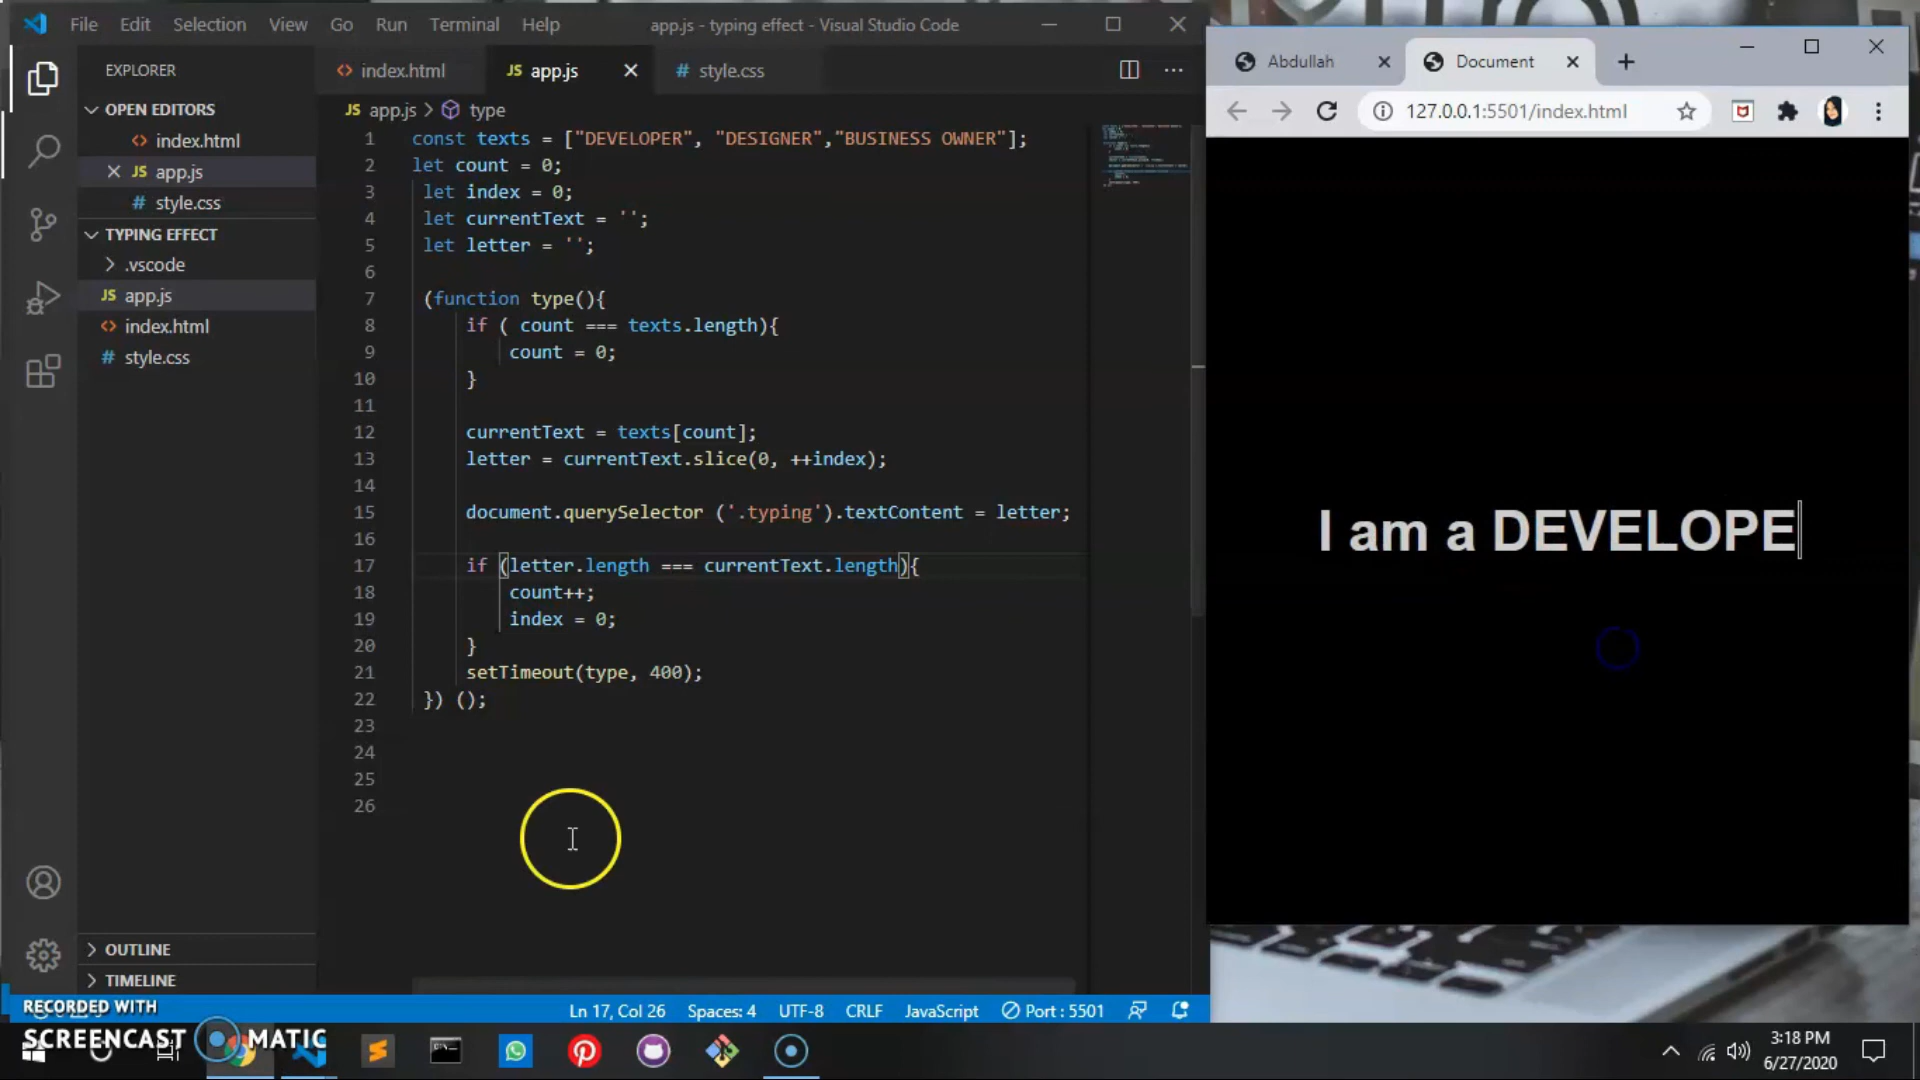 File Edit Selection View Go Run Terminal Help app.js - typing effect - Visual Studio Code
EXPLORER
OPEN EDITORS
index.html
JS app.js
# style.css
TYPING EFFECT
.vscode
JS app.js
index.html
# style.css
OUTLINE
TIMELINE
index.html JS app.js # style.css
JS app.js > type
1 const texts = ["DEVELOPER", "DESIGNER","BUSINESS OWNER"];
2 let count = 0;
3 let index = 0;
4 let currentText = '';
5 let letter = '';
6
7 (function type(){
8 if ( count === texts.length){
9 count = 0;
10 }
11
12 currentText = texts[count];
13 letter = currentText.slice(0, ++index);
14
15 document.querySelector ('.typing').textContent = letter;
16
17 if (letter.length === currentText.length){
18 count++;
19 index = 0;
20 }
21 setTimeout(type, 400);
22 }) ();
23
24
25
26
Ln 17, Col 26 Spaces: 4 UTF-8 CRLF JavaScript Port : 5501
Abdullah Document
127.0.0.1:5501/index.html
I am a DEVELOPE
RECORDED WITH
SCREENCAST MATIC
3:18 PM
6/27/2020